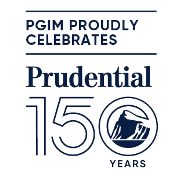 PGIM PROUDLY
CELEBRATES
Prudential
150
YEARS